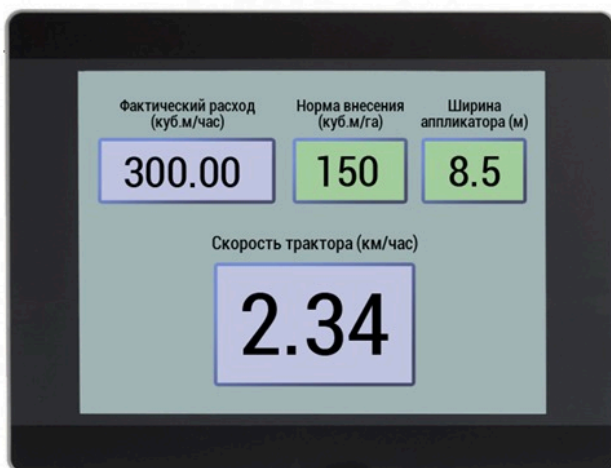 Фактический расход
(куб.м/час)
Норма внесения
(куб.м/га)
Ширина
аппликатора (м)
300.00
150
8.5
Скорость трактора (км/час)
2.34